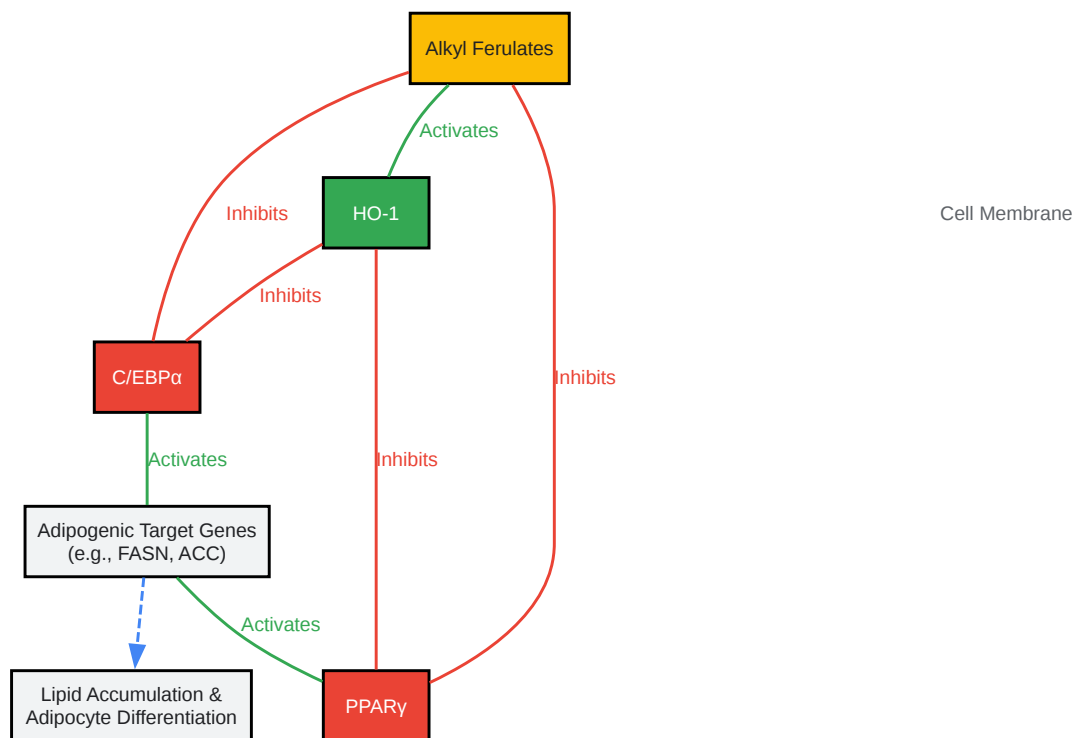 Alkyl Ferulates
Activates
Inhibits
HO-1
Cell Membrane
Inhibits
C/EBPα
Inhibits
Activates
Inhibits
Adipogenic Target Genes
(e.g., FASN, ACC)
Activates
Lipid Accumulation &
Adipocyte Differentiation
PPARγ